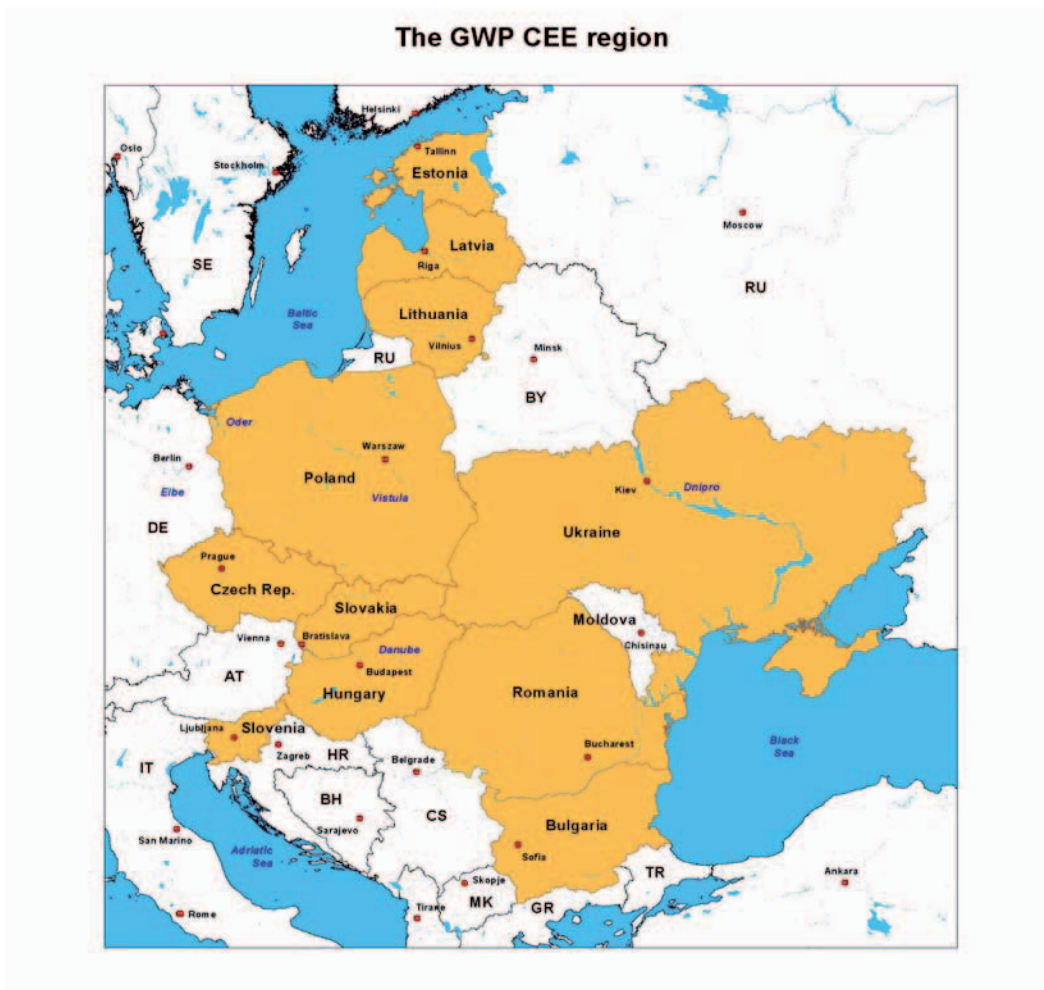 The GWP CEE region
Helsinki
Oslo
Tallinn
Stockholm
Estonia
Moscow
Latvia
Riga
SE
RU
Baltic
Sea
Lithuania
Vilnius
Minsk
RU
BY
Oder
Warszaw
Berlin
Poland
Elbe
Vistula
Kiev
Dnipro
DE
Ukraine
Prague
Czech Rep.
Slovakia
Moldova
Vienna
Bratislava
Chisinau
Danube
AT
Budapest
Hungary
Romania
Ljubljana
Slovenia
Zagreb
HR
Belgrade
Bucharest
Black
Sea
IT
BH
CS
Sarajevo
Bulgaria
San Marino
Adriatic
Sea
Sofia
Skopje
TR
Ankara
MK
GR
Tirane
Rome